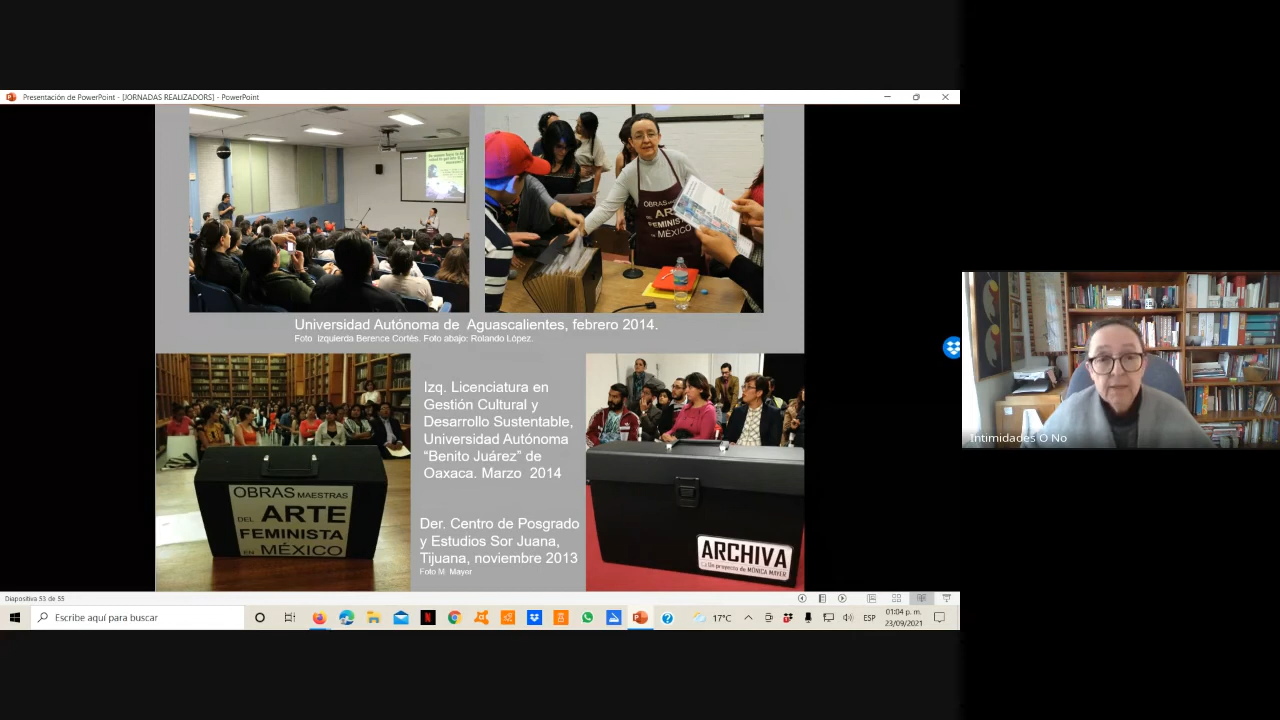 Presentación de PowerPoint - [JORNADAS REALIZADORS] - PowerPoint
OBRAS
ARTE
FEMINISTA
EN MÉXICO
Universidad Autónoma de Aguascalientes, febrero 2014.
Foto Izquierda Berence Cortés. Foto abajo: Rolando López.
Izq. Licenciatura en
Gestión Cultural y
Desarrollo Sustentable,
Universidad Autónoma
“Benito Juárez” de
Oaxaca. Marzo 2014
OBRAS MAESTRAS
DEL ARTE
FEMINISTA
EN MÉXICO
Der. Centro de Posgrado
y Estudios Sor Juana,
Tijuana, noviembre 2013
Foto M. Mayer
ARCHIVA
Un proyecto de MÓNICA MAYER
Intimidades O No
Diapositiva 53 de 55
Escribe aquí para buscar
17°C
ESP
01:04 p. m.
23/09/2021